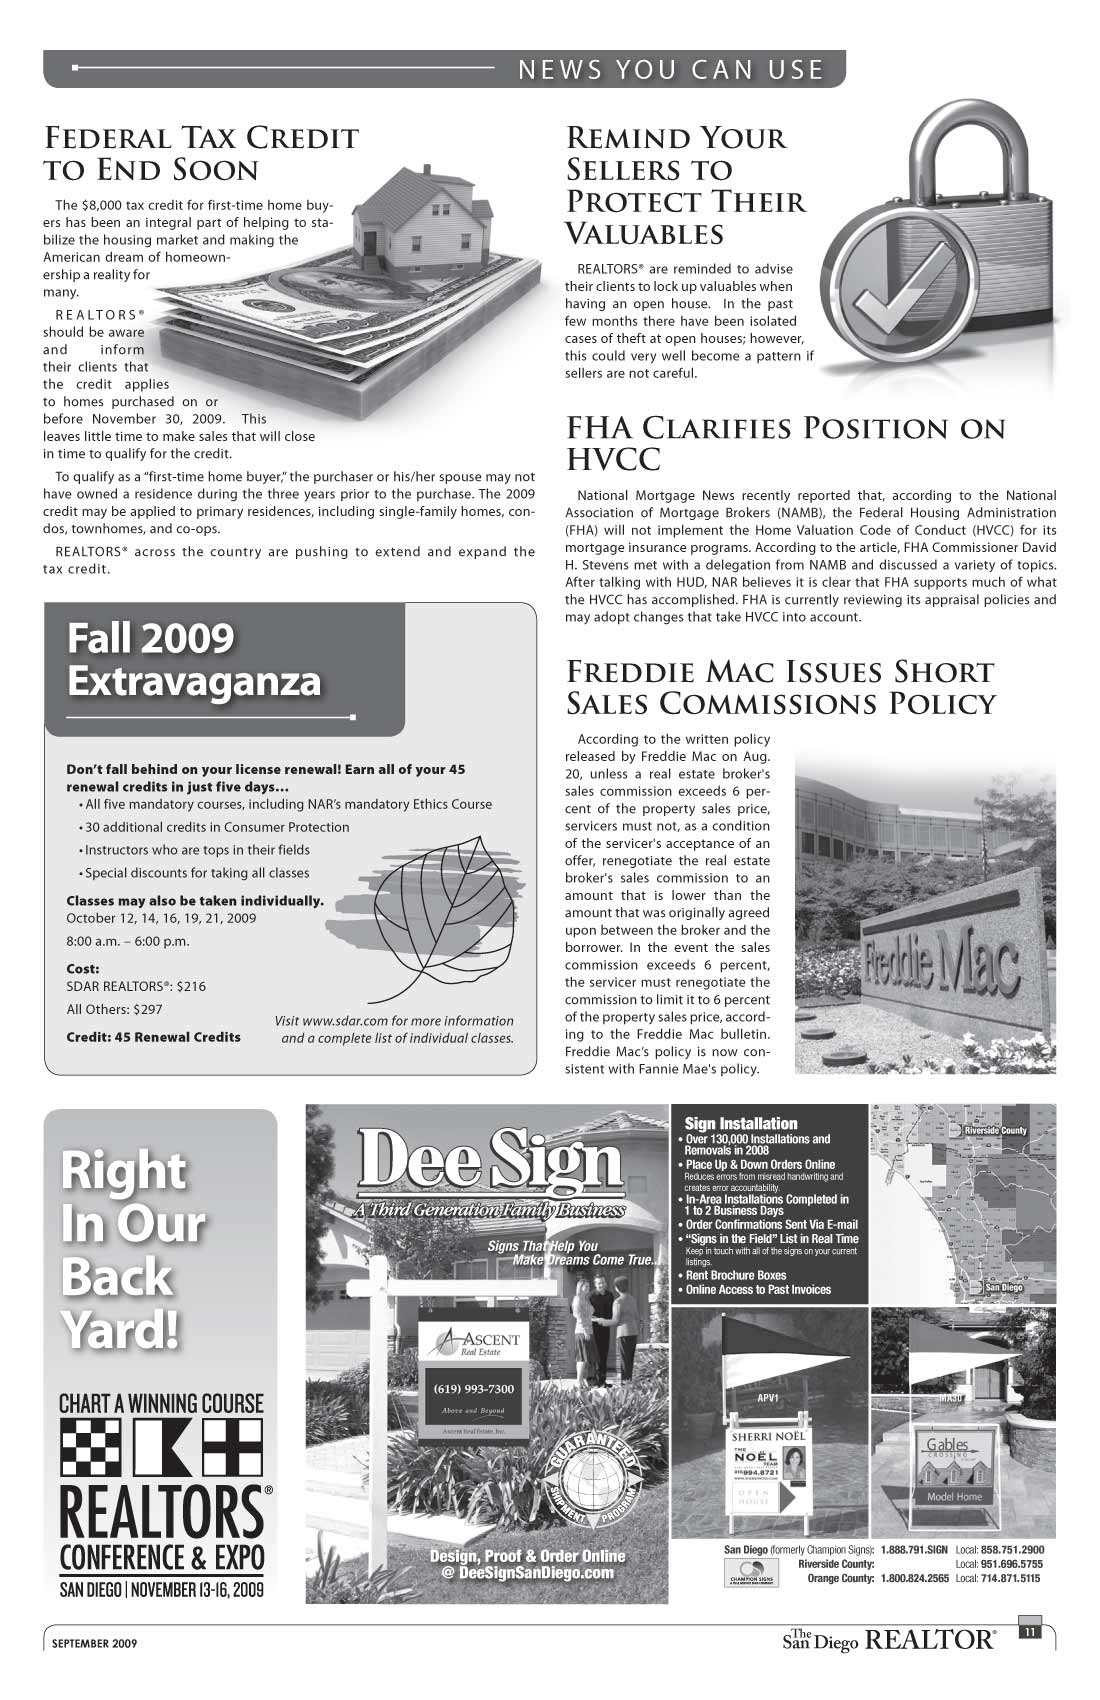 NEWS YOU CAN USE
FEDERAL TAX CREDIT
TO END SOON
The $8,000 tax credit for first-time home buy-
ers has been an integral part of helping to sta-
bilize the housing market and making the
American dream of homeown-
ership a reality for
many.
REALTORS®
should be aware
and inform
their clients that
the credit applies
to homes purchased on or
before November 30, 2009. This
leaves little time to make sales that will close
in time to qualify for the credit.
To qualify as a “first-time home buyer,” the purchaser or his/her spouse may not
have owned a residence during the three years prior to the purchase. The 2009
credit may be applied to primary residences, including single-family homes, con-
dos, townhomes, and co-ops.
REALTORS® across the country are pushing to extend and expand the
tax credit.
Fall 2009
Extravaganza
Don’t fall behind on your license renewal! Earn all of your 45
renewal credits in just five days…
• All five mandatory courses, including NAR’s mandatory Ethics Course
• 30 additional credits in Consumer Protection
• Instructors who are tops in their fields
• Special discounts for taking all classes
Classes may also be taken individually.
October 12, 14, 16, 19, 21, 2009
8:00 a.m. – 6:00 p.m.
Cost:
SDAR REALTORS®: $216
All Others: $297
Credit: 45 Renewal Credits
Visit www.sdar.com for more information
and a complete list of individual classes.
REMIND YOUR
SELLERS TO
PROTECT THEIR
VALUABLES
REALTORS® are reminded to advise
their clients to lock up valuables when
having an open house. In the past
few months there have been isolated
cases of theft at open houses; however,
this could very well become a pattern if
sellers are not careful.
FHA CLARIFIES POSITION ON
HVCC
National Mortgage News recently reported that, according to the National
Association of Mortgage Brokers (NAMB), the Federal Housing Administration
(FHA) will not implement the Home Valuation Code of Conduct (HVCC) for its
mortgage insurance programs. According to the article, FHA Commissioner David
H. Stevens met with a delegation from NAMB and discussed a variety of topics.
After talking with HUD, NAR believes it is clear that FHA supports much of what
the HVCC has accomplished. FHA is currently reviewing its appraisal policies and
may adopt changes that take HVCC into account.
FREDDIE MAC ISSUES SHORT
SALES COMMISSIONS POLICY
According to the written policy
released by Freddie Mac on Aug.
20, unless a real estate broker's
sales commission exceeds 6 per-
cent of the property sales price,
servicers must not, as a condition
of the servicer's acceptance of an
offer, renegotiate the real estate
broker's sales commission to an
amount that is lower than the
amount that was originally agreed
upon between the broker and the
borrower. In the event the sales
commission exceeds 6 percent,
the servicer must renegotiate the
commission to limit it to 6 percent
of the property sales price, accord-
ing to the Freddie Mac bulletin.
Freddie Mac’s policy is now con-
sistent with Fannie Mae's policy.
Freddie Mac
Right
In Our
Back
Yard!
CHART A WINNING COURSE
REALTORS®
CONFERENCE & EXPO
SAN DIEGO | NOVEMBER 13-16, 2009
Dee Sign
A Third Generation Family Business
Signs That Help You
Make Dreams Come True...
ASCENT
Real Estate
(619) 993-7300
Above and Beyond
Ascent Real Estate, Inc.
GUARANTEED
SHIPMENT PROGRAM
Design, Proof & Order Online
@ DeeSignSanDiego.com
Sign Installation
• Over 130,000 Installations and
Removals in 2008
• Place Up & Down Orders Online
Reduces errors from misread handwriting and
creates error accountability.
• In-Area Installations Completed in
1 to 2 Business Days
• Order Confirmations Sent Via E-mail
• “Signs in the Field” List in Real Time
Keep in touch with all of the signs on your current
listings.
• Rent Brochure Boxes
• Online Access to Past Invoices
Riverside County
San Diego
APV1
SHERRI NOËL
THE
NOËL
TEAM
994.8721
OPEN
HOUSE
MA30
Gables
CROSSING
Model Home
San Diego (formerly Champion Signs): 1.888.791.SIGN Local: 858.751.2900
Riverside County: Local: 951.696.5755
Orange County: 1.800.824.2565 Local: 714.871.5115
CHAMPION SIGNS
SEPTEMBER 2009
The San Diego REALTOR®
11